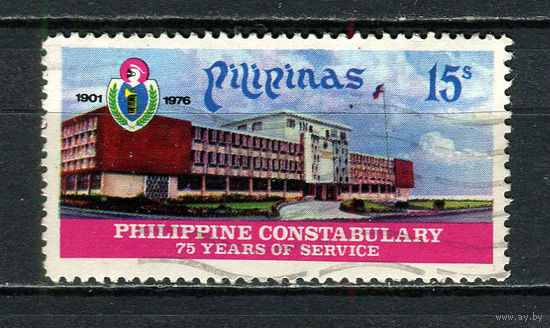 Pilipinas 15s
1901 1976
PHILIPPINE CONSTABULARY
75 YEARS OF SERVICE
www.ay.by